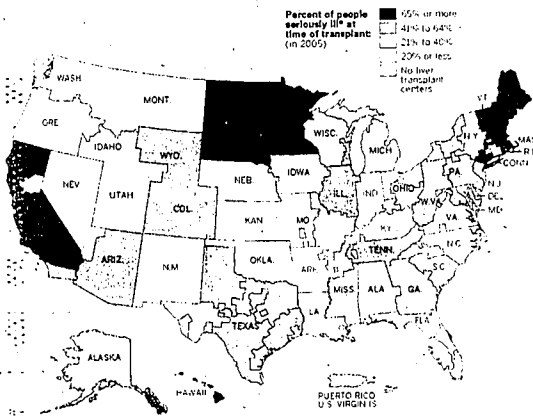 Percent of people
seriously ill* at
time of transplant:
(in 2005)
65% or more
41% to 64%
21% to 40%
20% or less
No liver
transplant
centers
WASH
MONT.
ORE
IDAHO
WYO.
NEV
UTAH
COL.
ARIZ.
N.M
NEB.
KAN
OKLA.
TEXAS
IOWA
MO
ARK
LA
WISC.
ILL.
MICH
IND
OHIO
KY
TENN.
MISS
ALA
GA.
FLA
S.C
N.C.
VA.
W.VA
PA.
N.Y
VT.
MAS
R.I
CONN
N.J
DEL
MD.
ALASKA
HAWAII
PUERTO RICO
U.S. VIRGIN IS